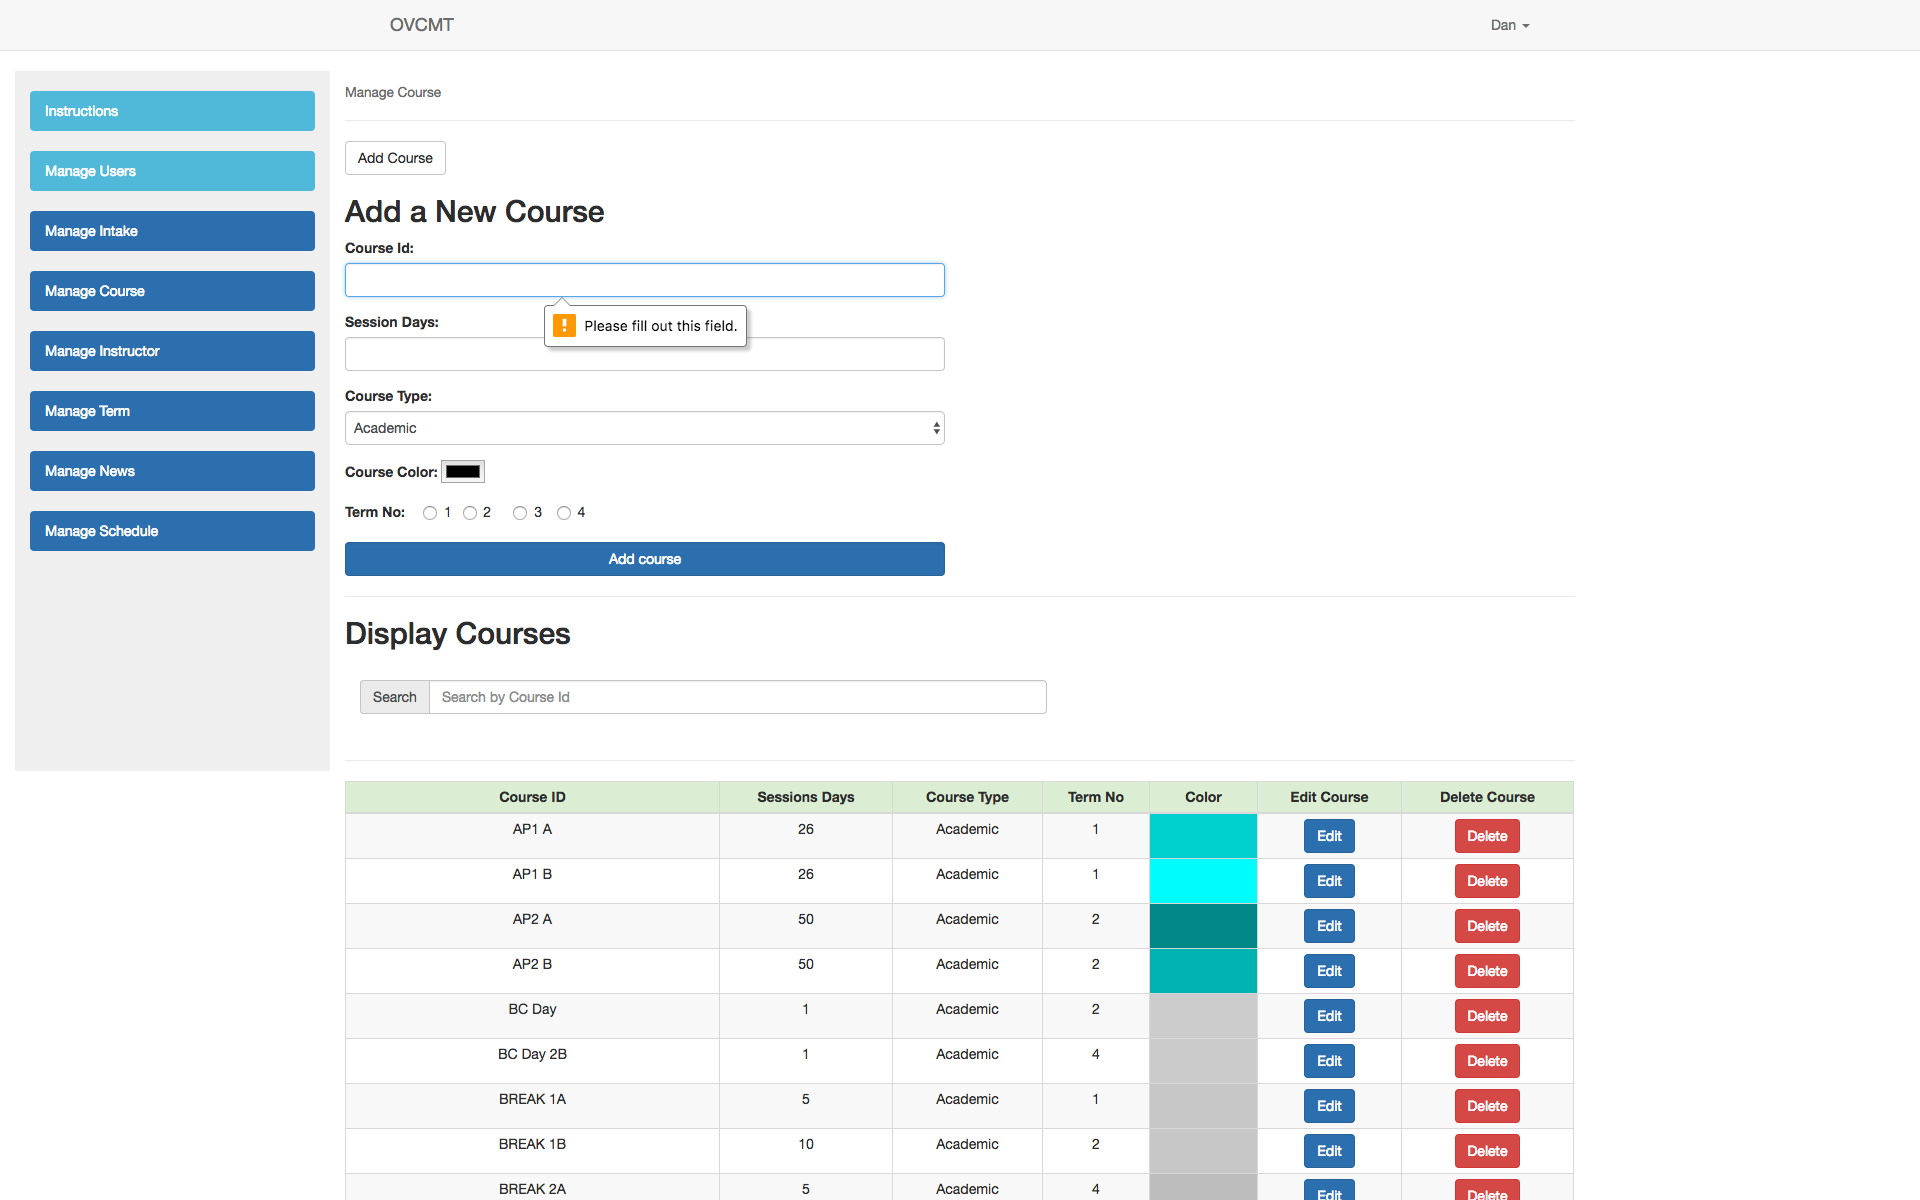 OVCMT
Dan
Instructions
Manage Users
Manage Intake
Manage Course
Manage Instructor
Manage Term
Manage News
Manage Schedule
Manage Course
Add Course
Add a New Course
Course Id:
Please fill out this field.
Session Days:
Course Type:
Academic
Course Color:
Term No: 1 2 3 4
Add course
Display Courses
Search Search by Course Id
Course ID Sessions Days Course Type Term No Color Edit Course Delete Course
AP1 A 26 Academic 1 Edit Delete
AP1 B 26 Academic 1 Edit Delete
AP2 A 50 Academic 2 Edit Delete
AP2 B 50 Academic 2 Edit Delete
BC Day 1 Academic 2 Edit Delete
BC Day 2B 1 Academic 4 Edit Delete
BREAK 1A 5 Academic 1 Edit Delete
BREAK 1B 10 Academic 2 Edit Delete
BREAK 2A 5 Academic 4 Edit Delete